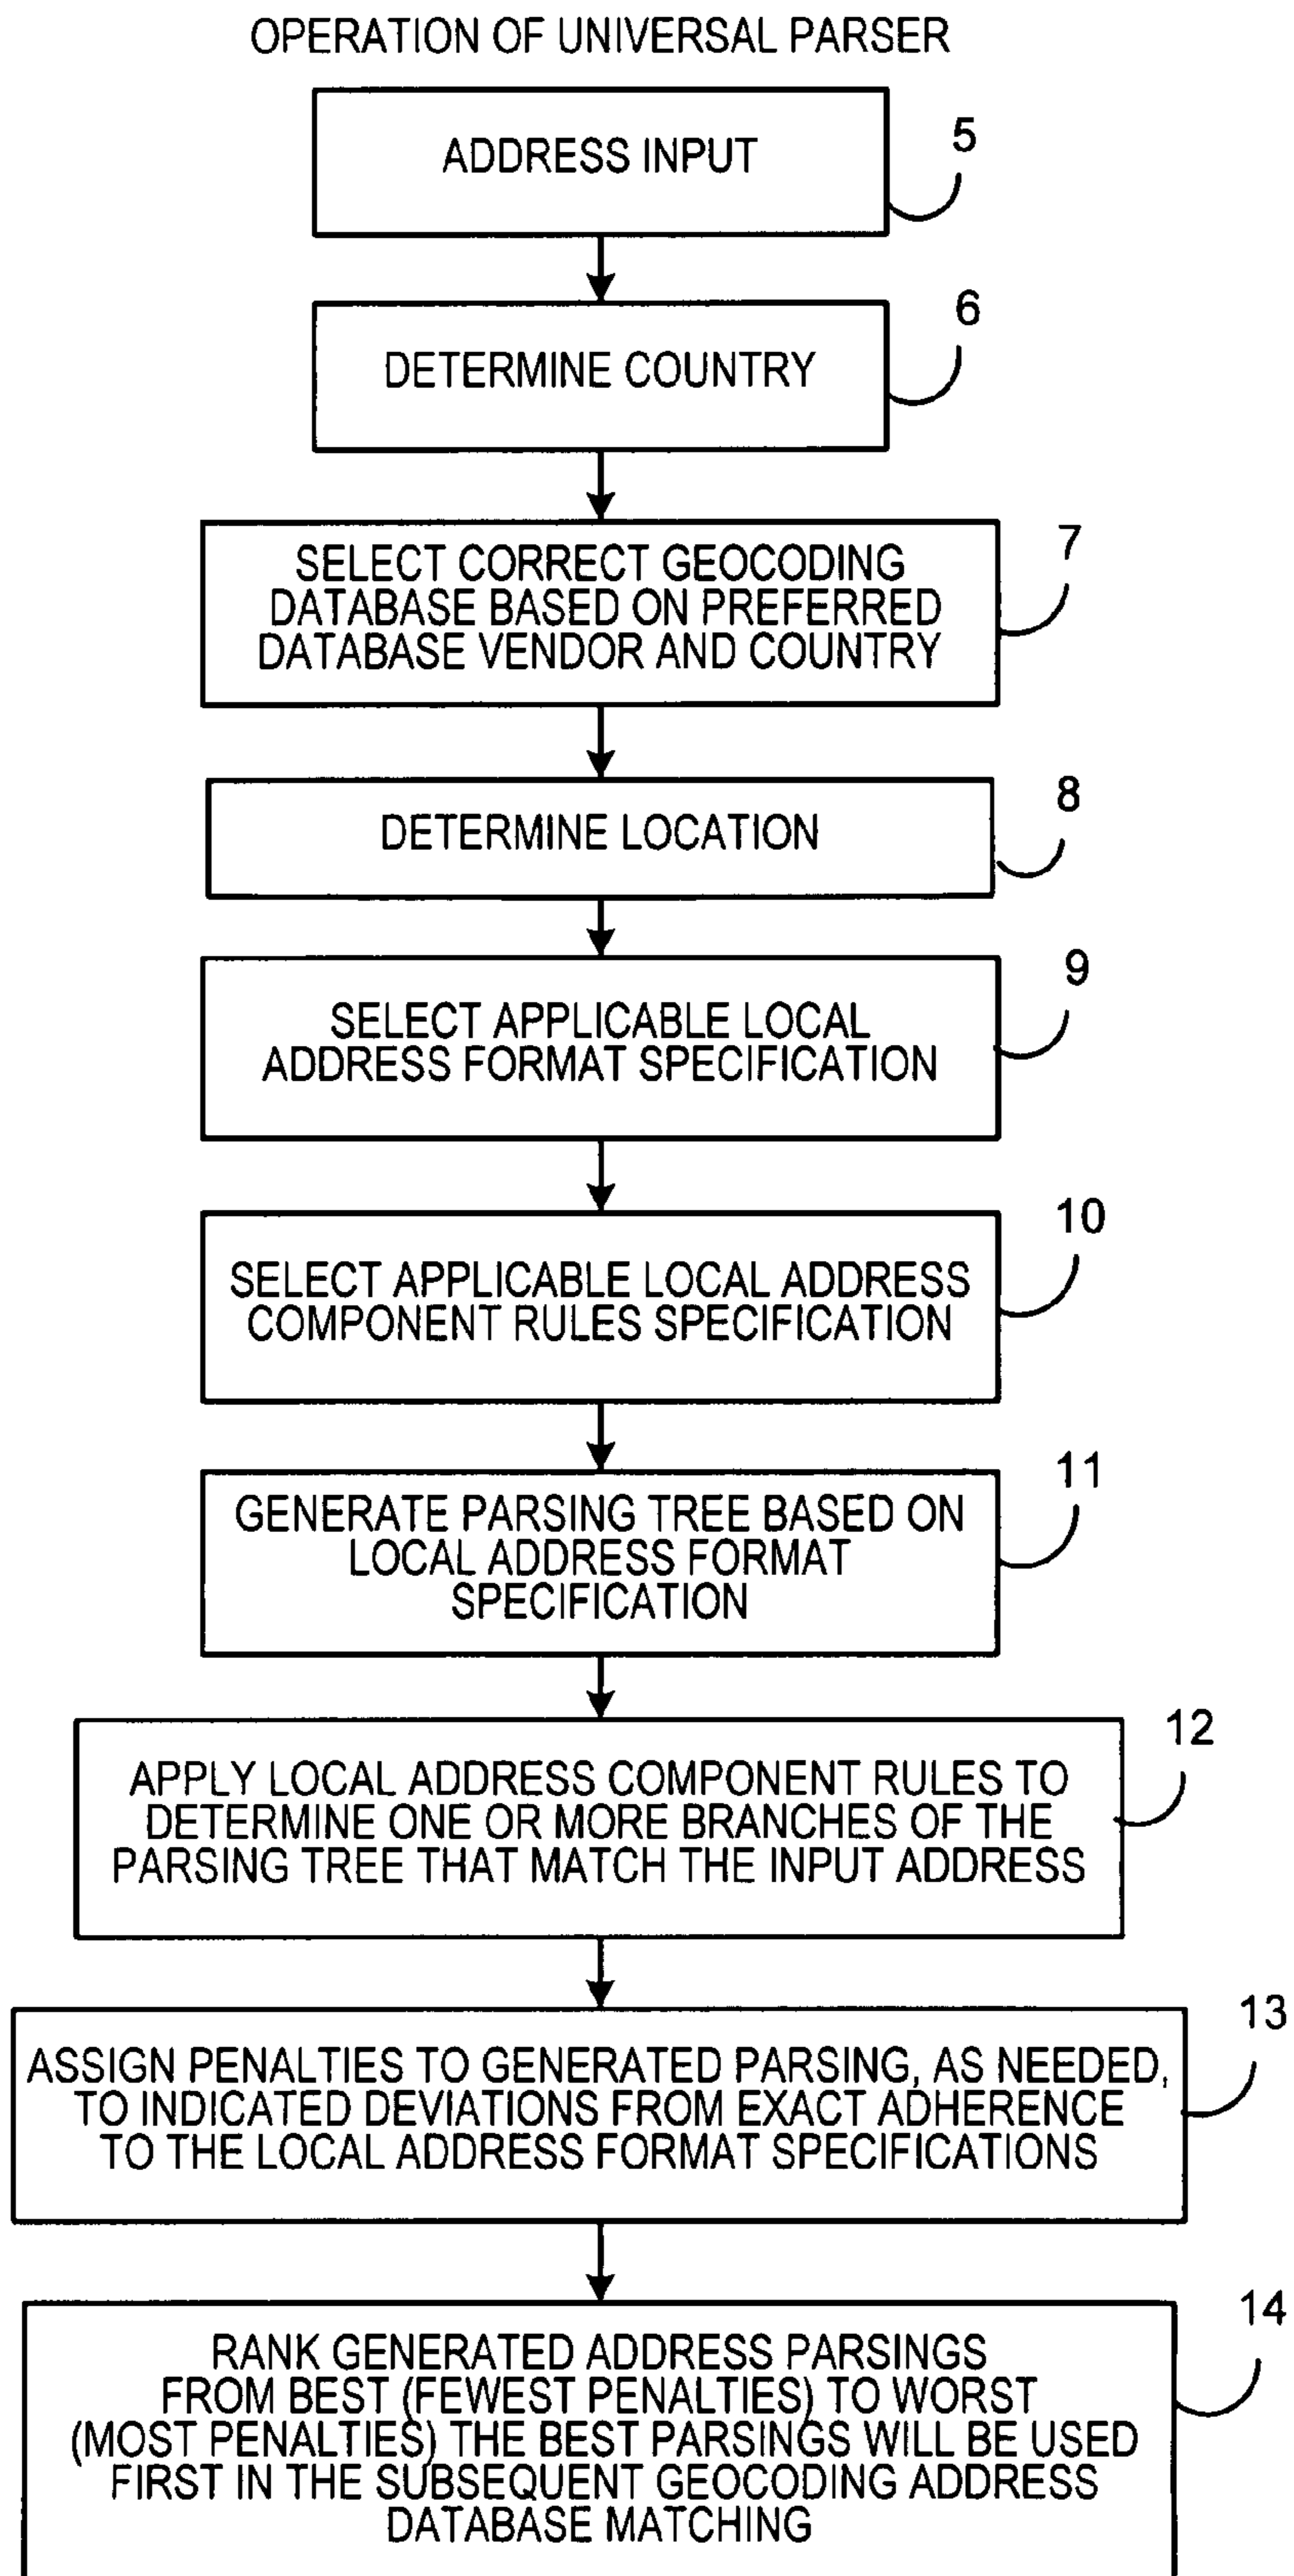 OPERATION OF UNIVERSAL PARSER
ADDRESS INPUT
5
DETERMINE COUNTRY
6
SELECT CORRECT GEOCODING
DATABASE BASED ON PREFERRED
DATABASE VENDOR AND COUNTRY
7
DETERMINE LOCATION
8
SELECT APPLICABLE LOCAL
ADDRESS FORMAT SPECIFICATION
9
SELECT APPLICABLE LOCAL ADDRESS
COMPONENT RULES SPECIFICATION
10
GENERATE PARSING TREE BASED ON
LOCAL ADDRESS FORMAT
SPECIFICATION
11
APPLY LOCAL ADDRESS COMPONENT RULES TO
DETERMINE ONE OR MORE BRANCHES OF THE
PARSING TREE THAT MATCH THE INPUT ADDRESS
12
ASSIGN PENALTIES TO GENERATED PARSING, AS NEEDED,
TO INDICATED DEVIATIONS FROM EXACT ADHERENCE
TO THE LOCAL ADDRESS FORMAT SPECIFICATIONS
13
RANK GENERATED ADDRESS PARSINGS
FROM BEST (FEWEST PENALTIES) TO WORST
(MOST PENALTIES) THE BEST PARSINGS WILL BE USED
FIRST IN THE SUBSEQUENT GEOCODING ADDRESS
DATABASE MATCHING
14